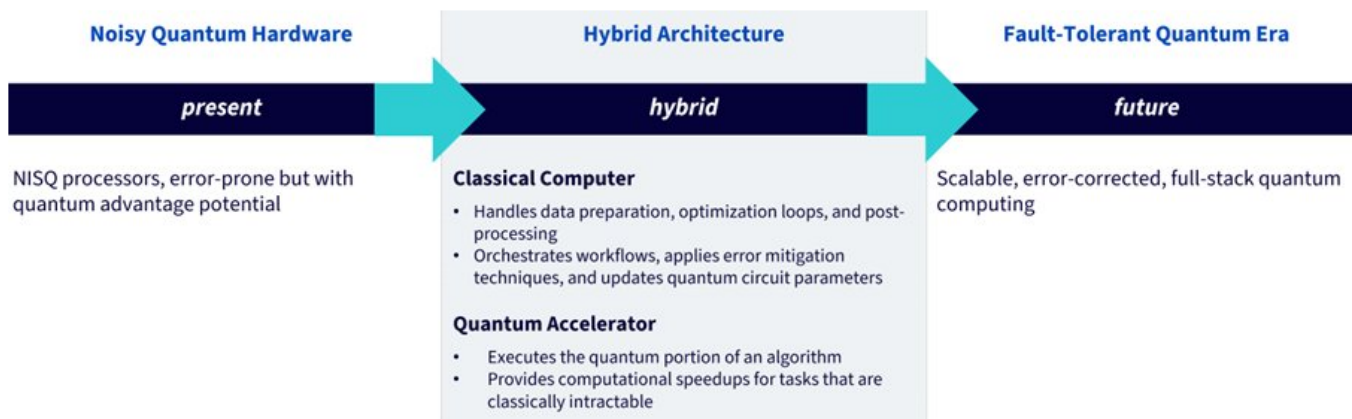 Noisy Quantum Hardware
Hybrid Architecture
Fault-Tolerant Quantum Era
present
hybrid
future
NISQ processors, error-prone but with
quantum advantage potential
Classical Computer
• Handles data preparation, optimization loops, and post-
processing
• Orchestrates workflows, applies error mitigation
techniques, and updates quantum circuit parameters
Quantum Accelerator
• Executes the quantum portion of an algorithm
• Provides computational speedups for tasks that are
classically intractable
Scalable, error-corrected, full-stack quantum
computing